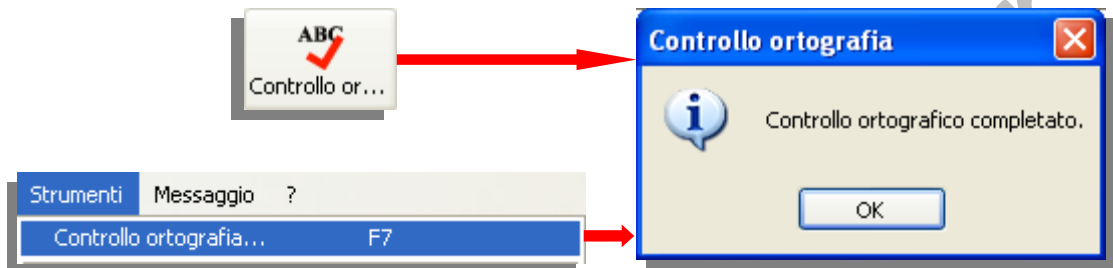 ABC
Controllo or...
Strumenti Messaggio ?
Controllo ortografia... F7
Controllo ortografia
Controllo ortografico completato.
OK